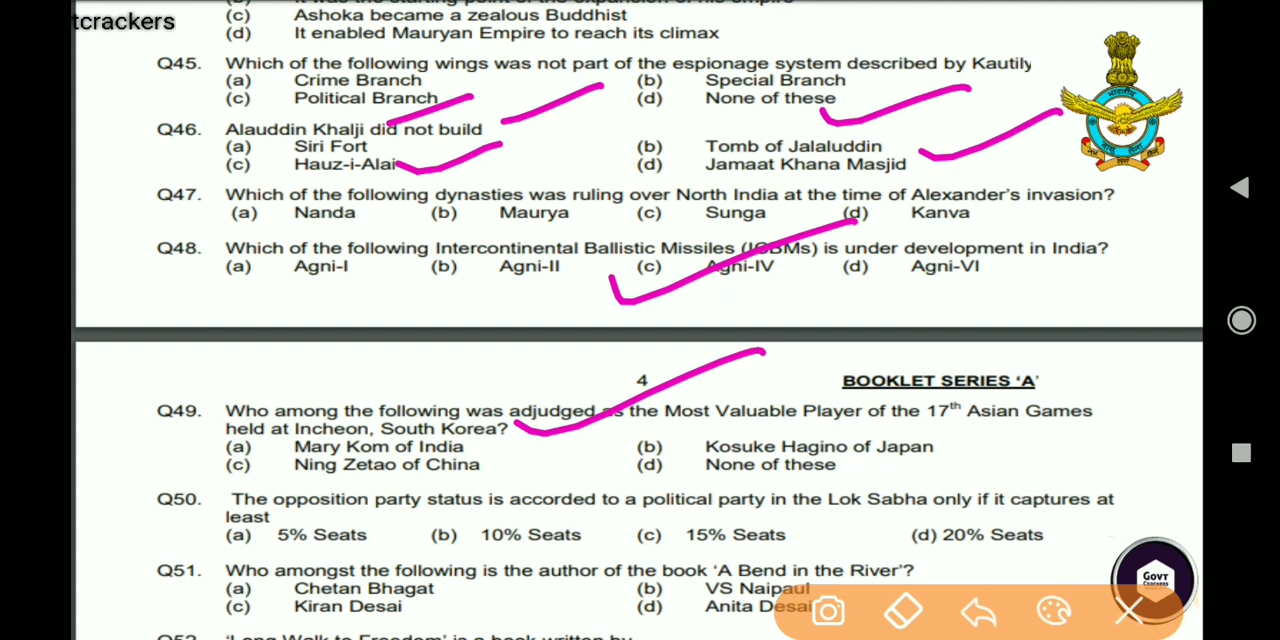 tcrackers
(c) Ashoka became a zealous Buddhist
(d) It enabled Mauryan Empire to reach its climax
Q45. Which of the following wings was not part of the espionage system described by Kautily
(a) Crime Branch (b) Special Branch
(c) Political Branch (d) None of these
Q46. Alauddin Khalji did not build
(a) Siri Fort (b) Tomb of Jalaluddin
(c) Hauz-i-Alai (d) Jamaat Khana Masjid
Q47. Which of the following dynasties was ruling over North India at the time of Alexander's invasion?
(a) Nanda (b) Maurya (c) Sunga (d) Kanva
Q48. Which of the following Intercontinental Ballistic Missiles (ICBMs) is under development in India?
(a) Agni-I (b) Agni-II (c) Agni-IV (d) Agni-VI
4 BOOKLET SERIES 'A'
Q49. Who among the following was adjudged as the Most Valuable Player of the 17th Asian Games
held at Incheon, South Korea?
(a) Mary Kom of India (b) Kosuke Hagino of Japan
(c) Ning Zetao of China (d) None of these
Q50. The opposition party status is accorded to a political party in the Lok Sabha only if it captures at
least
(a) 5% Seats (b) 10% Seats (c) 15% Seats (d) 20% Seats
Q51. Who amongst the following is the author of the book 'A Bend in the River'?
(a) Chetan Bhagat (b) VS Naipaul
(c) Kiran Desai (d) Anita Desai
GOVT